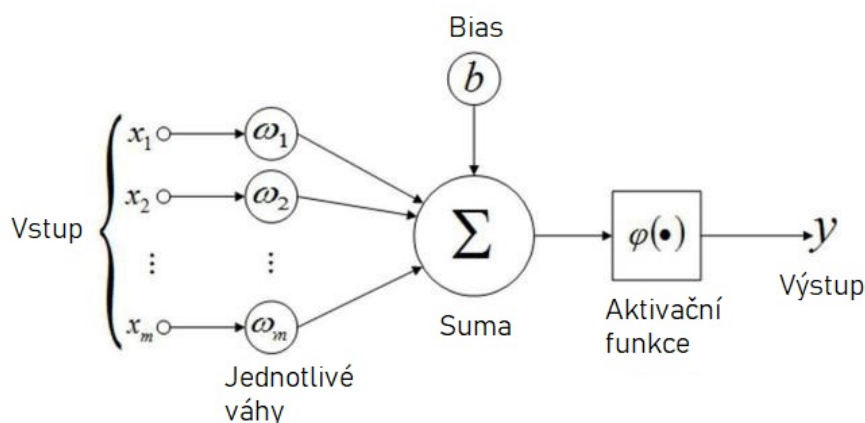 Bias
b
x₁ ω₁
x₂ ω₂
Vstup
⋮ ⋮
Σ φ(•) y
xₘ ωₘ
Suma
Aktivační
funkce
Výstup
Jednotlivé
váhy